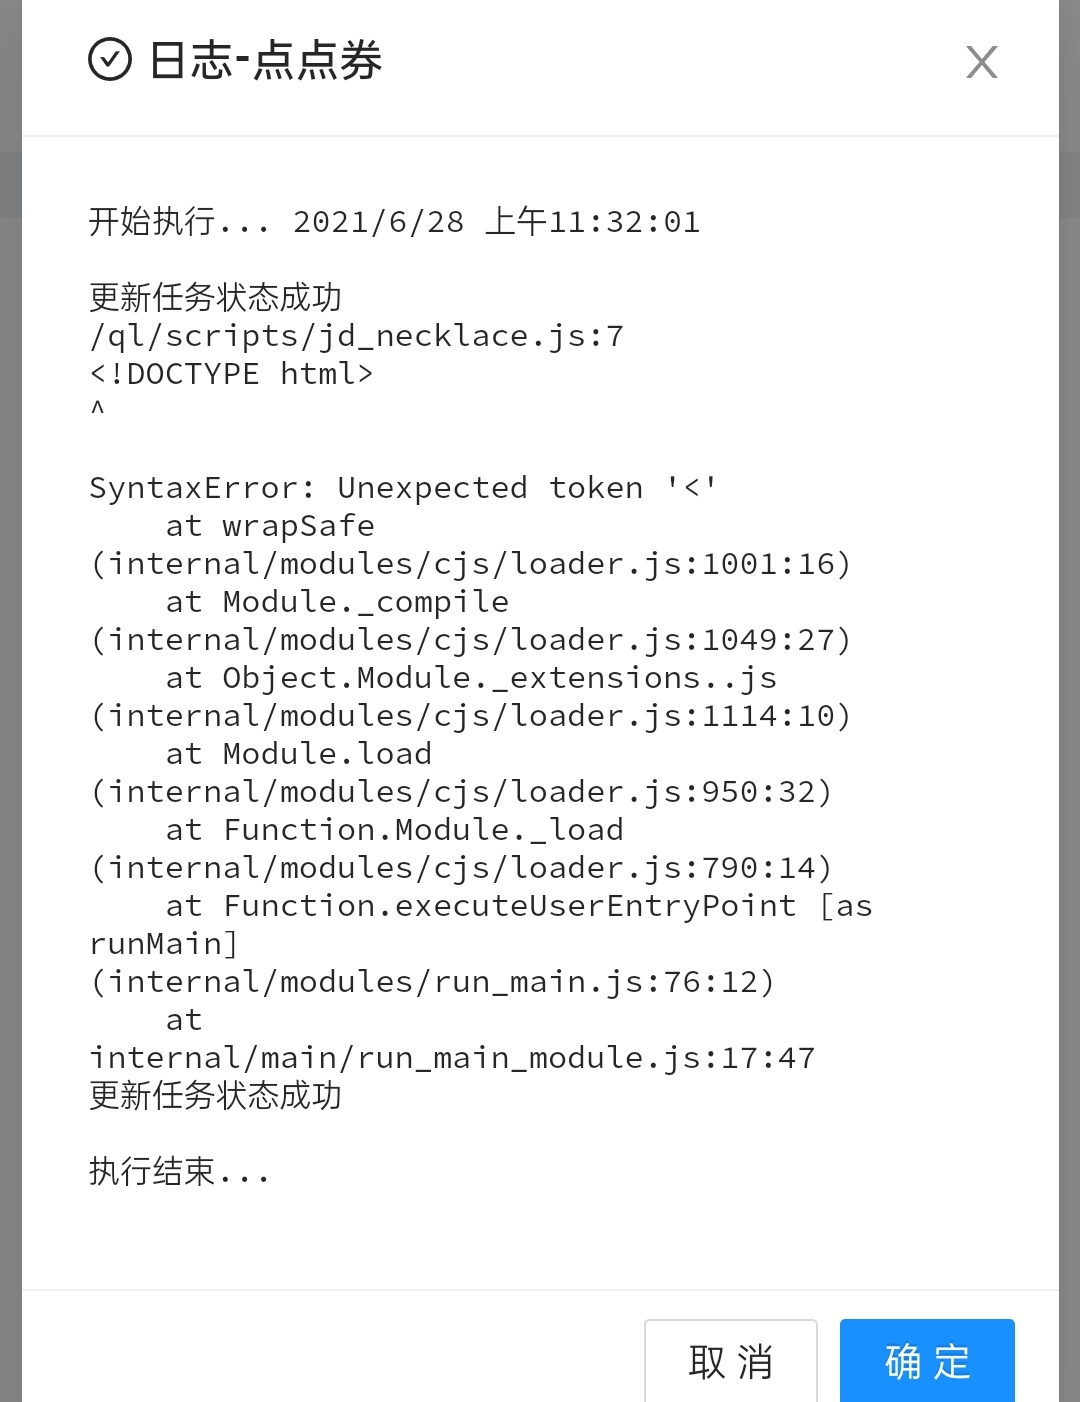 日志-点点券
X
开始执行... 2021/6/28 上午11:32:01
更新任务状态成功
/ql/scripts/jd_necklace.js:7
<!DOCTYPE html>
^
SyntaxError: Unexpected token '<'
    at wrapSafe
(internal/modules/cjs/loader.js:1001:16)
    at Module._compile
(internal/modules/cjs/loader.js:1049:27)
    at Object.Module._extensions..js
(internal/modules/cjs/loader.js:1114:10)
    at Module.load
(internal/modules/cjs/loader.js:950:32)
    at Function.Module._load
(internal/modules/cjs/loader.js:790:14)
    at Function.executeUserEntryPoint [as
runMain]
(internal/modules/run_main.js:76:12)
    at
internal/main/run_main_module.js:17:47
更新任务状态成功
执行结束...
取 消
确 定